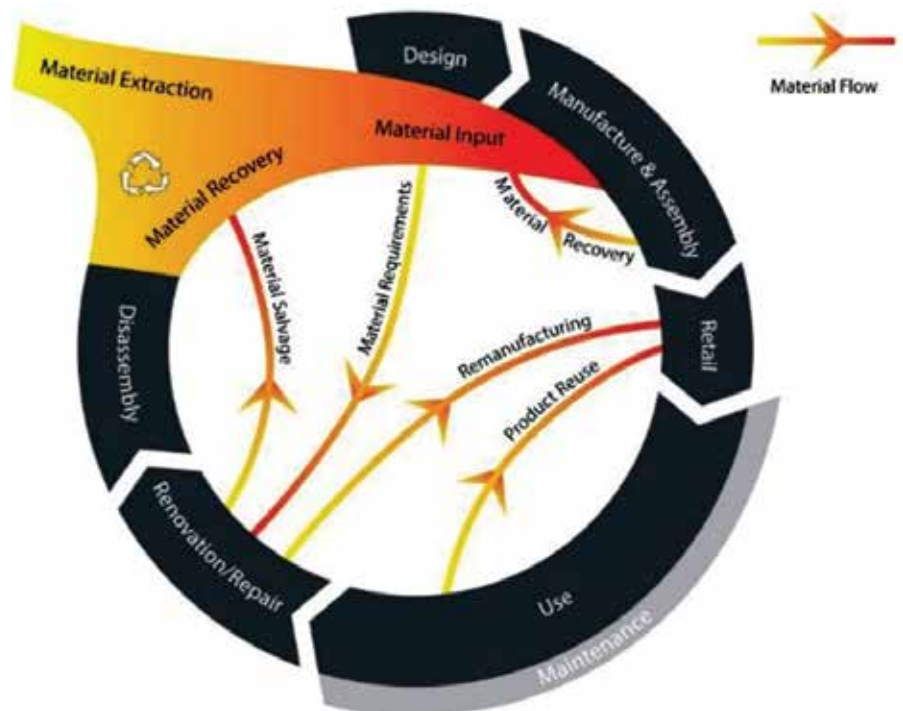 Design
Material Flow
Material Extraction
Manufacture & Assembly
Material Input
Material Recovery
Material Recovery
Material Salvage
Material Requirements
Remanufacturing
Product Reuse
Retail
Disassembly
Renovation/Repair
Use
Maintenance